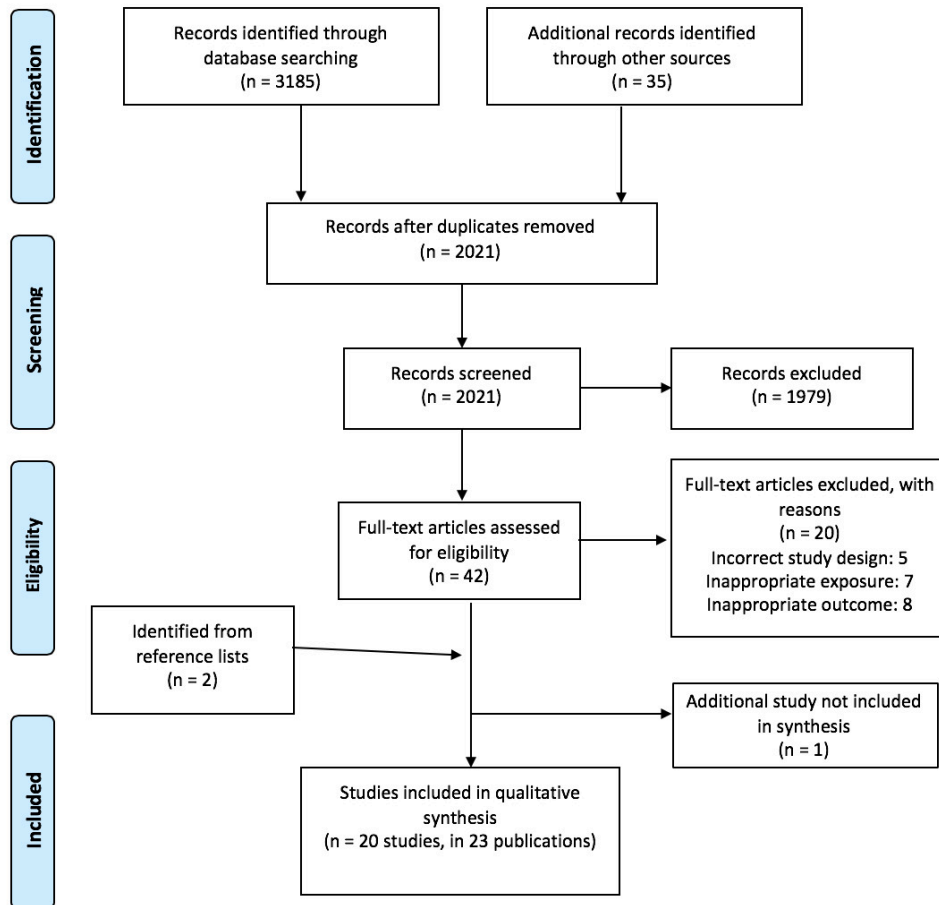 Identification
Records identified through
database searching
(n = 3185)
Additional records identified
through other sources
(n = 35)
Records after duplicates removed
(n = 2021)
Screening
Records screened
(n = 2021)
Records excluded
(n = 1979)
Eligibility
Full-text articles assessed
for eligibility
(n = 42)
Full-text articles excluded, with
reasons
(n = 20)
Incorrect study design: 5
Inappropriate exposure: 7
Inappropriate outcome: 8
Identified from
reference lists
(n = 2)
Additional study not included
in synthesis
(n = 1)
Included
Studies included in qualitative
synthesis
(n = 20 studies, in 23 publications)